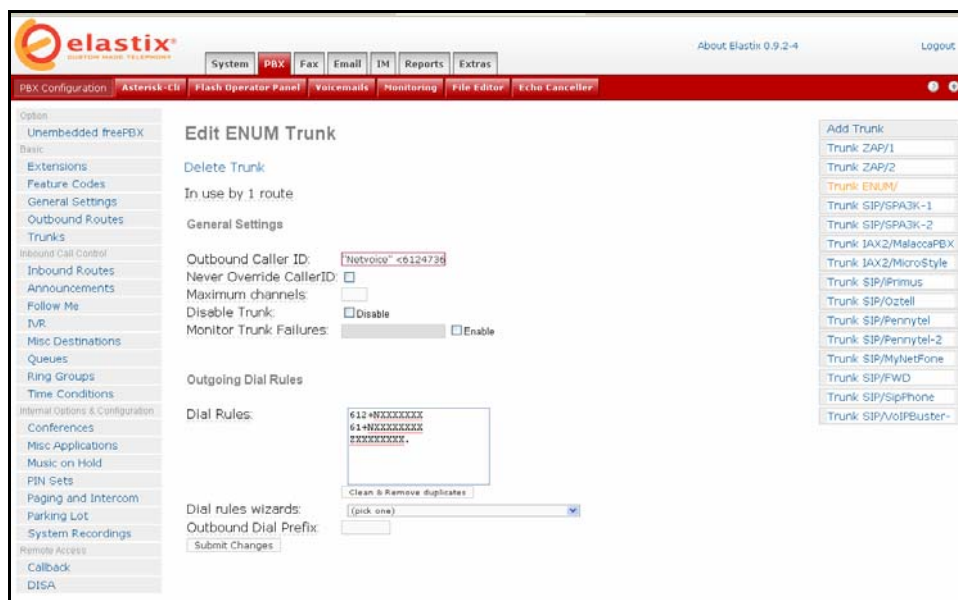 elastix
CUSTOM MADE TELEPHONY
About Elastix 0.9.2-4
Logout
System PBX Fax Email IM Reports Extras
PBX Configuration Asterisk-Cli Flash Operator Panel Voicemails Monitoring File Editor Echo Canceller
Option
Unembedded freePBX
Basic
Extensions
Feature Codes
General Settings
Outbound Routes
Trunks
Inbound Call Control
Inbound Routes
Announcements
Follow Me
IVR
Misc Destinations
Queues
Ring Groups
Time Conditions
Internal Options & Configuration
Conferences
Misc Applications
Music on Hold
PIN Sets
Paging and Intercom
Parking Lot
System Recordings
Remote Access
Callback
DISA
Edit ENUM Trunk
Delete Trunk
In use by 1 route
General Settings
Outbound Caller ID: "Netvoice" <6124736
Never Override CallerID:
Maximum channels:
Disable Trunk: Disable
Monitor Trunk Failures: Enable
Outgoing Dial Rules
Dial Rules:
612+NXXXXXXX
61+NXXXXXXXX
ZXXXXXXXX.
Clean & Remove duplicates
Dial rules wizards: (pick one)
Outbound Dial Prefix:
Submit Changes
Add Trunk
Trunk ZAP/1
Trunk ZAP/2
Trunk ENUM/
Trunk SIP/SPA3K-1
Trunk SIP/SPA3K-2
Trunk IAX2/MalaccaPBX
Trunk IAX2/MicroStyle
Trunk SIP/iPrimus
Trunk SIP/Oztell
Trunk SIP/Pennytel
Trunk SIP/Pennytel-2
Trunk SIP/MyNetFone
Trunk SIP/FWD
Trunk SIP/SipPhone
Trunk SIP/VoIPBuster-